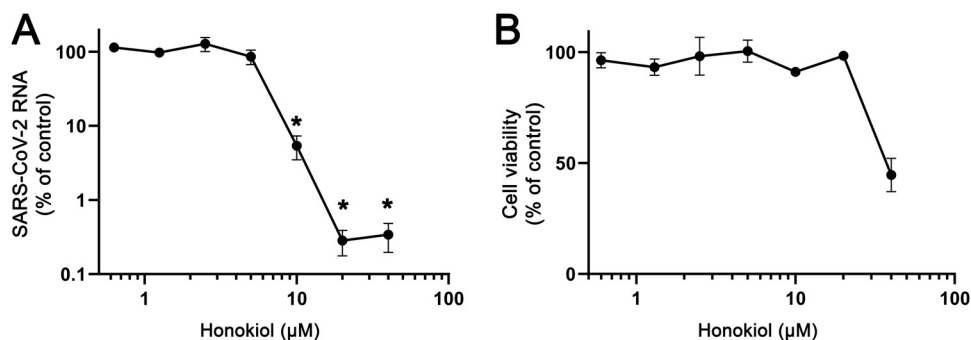 A
SARS-CoV-2 RNA
(% of control)
100
10
1
0.1
*
*
*
1
10
100
Honokiol (µM)
B
Cell viability
(% of control)
100
50
0
1
10
100
Honokiol (µM)